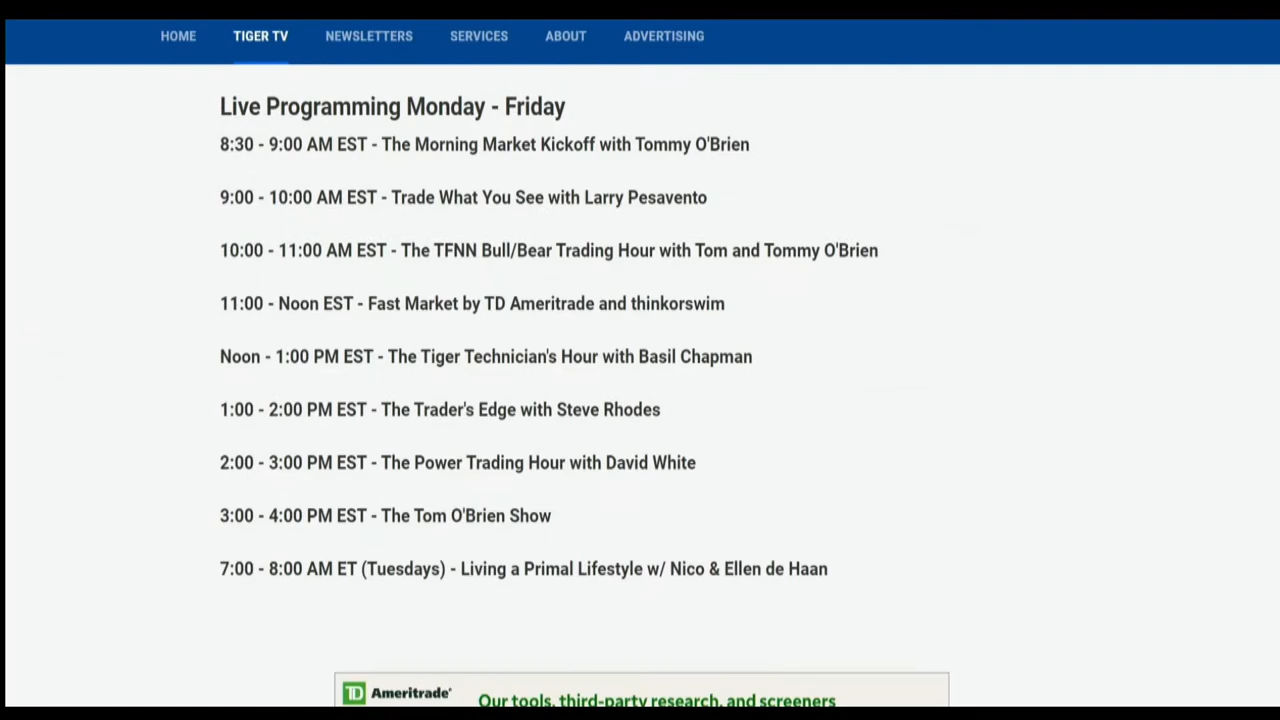 HOME TIGER TV NEWSLETTERS SERVICES ABOUT ADVERTISING
Live Programming Monday - Friday
8:30 - 9:00 AM EST - The Morning Market Kickoff with Tommy O'Brien
9:00 - 10:00 AM EST - Trade What You See with Larry Pesavento
10:00 - 11:00 AM EST - The TFNN Bull/Bear Trading Hour with Tom and Tommy O'Brien
11:00 - Noon EST - Fast Market by TD Ameritrade and thinkorswim
Noon - 1:00 PM EST - The Tiger Technician's Hour with Basil Chapman
1:00 - 2:00 PM EST - The Trader's Edge with Steve Rhodes
2:00 - 3:00 PM EST - The Power Trading Hour with David White
3:00 - 4:00 PM EST - The Tom O'Brien Show
7:00 - 8:00 AM ET (Tuesdays) - Living a Primal Lifestyle w/ Nico & Ellen de Haan
TD Ameritrade
Our tools, third-party research, and screeners